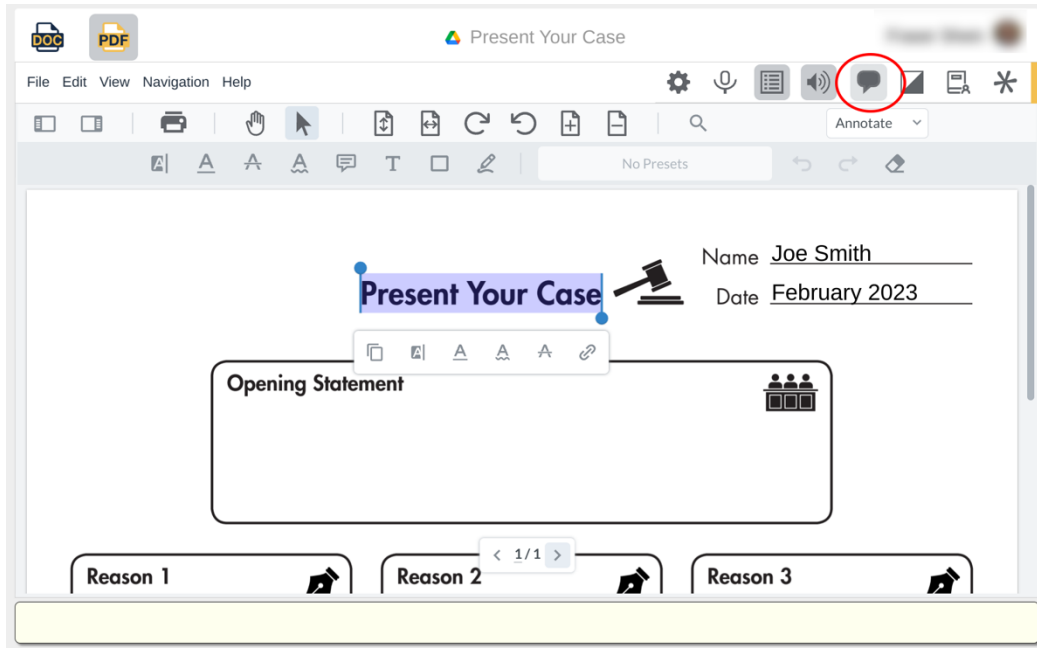 DOC PDF Present Your Case
File Edit View Navigation Help
Annotate
A A A A T No Presets
Name Joe Smith
Present Your Case
Date February 2023
A A A A
Opening Statement
1/1
Reason 1 Reason 2 Reason 3